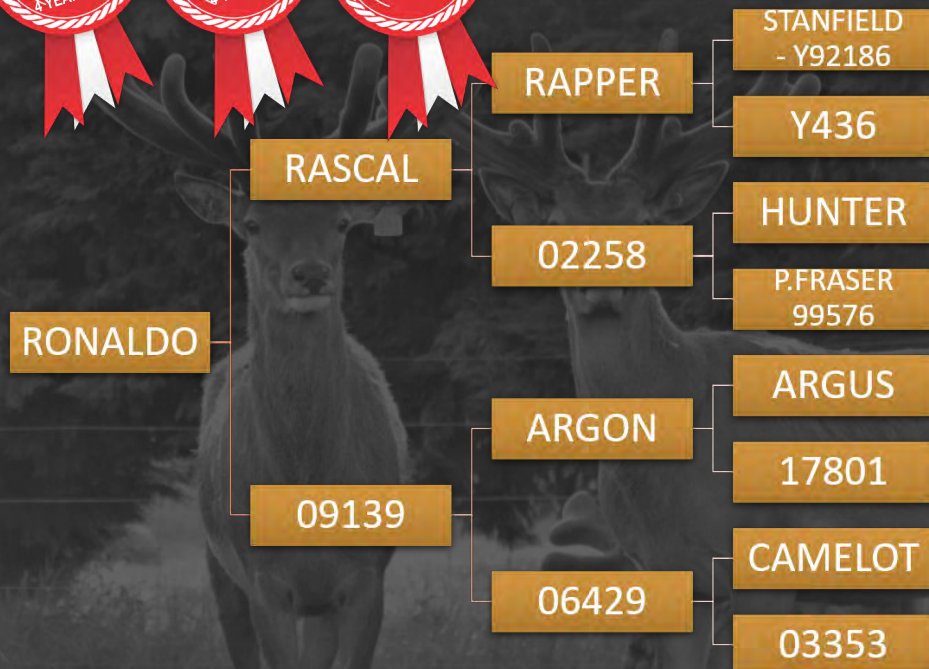 STANFIELD
- Y92186
RAPPER
Y436
RASCAL
HUNTER
02258
P.FRASER
99576
RONALDO
ARGUS
ARGON
17801
09139
CAMELOT
06429
03353